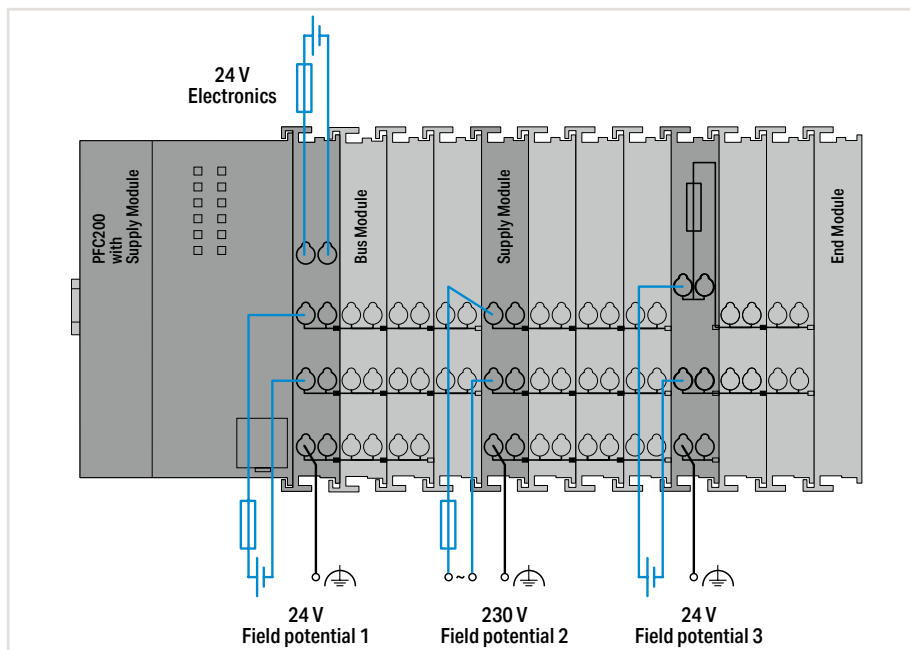 24 V
Electronics
PFC200
with
Supply Module
Bus Module
Supply Module
End Module
~
24 V
Field potential 1
230 V
Field potential 2
24 V
Field potential 3